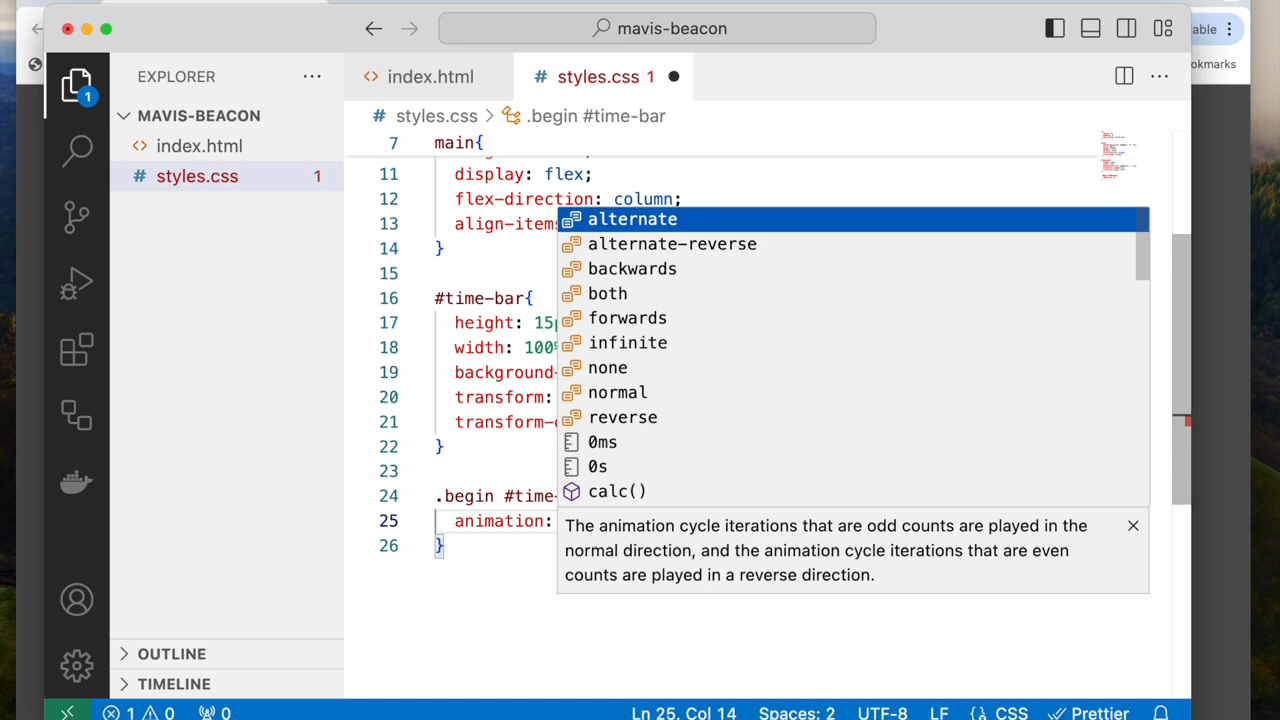 mavis-beacon
able
okmarks
1
EXPLORER
MAVIS-BEACON
index.html
styles.css 1
OUTLINE
TIMELINE
index.html
# styles.css 1
# styles.css > .begin #time-bar
7 main{
11 display: flex;
12 flex-direction: column;
13 align-items
14 }
15
16 #time-bar{
17 height: 15p
18 width: 100%
19 background-
20 transform:
21 transform-o
22 }
23
24 .begin #time-
25 animation:
26 }
alternate
alternate-reverse
backwards
both
forwards
infinite
none
normal
reverse
0ms
0s
calc()
The animation cycle iterations that are odd counts are played in the
normal direction, and the animation cycle iterations that are even
counts are played in a reverse direction.
1 0 0 Ln 25, Col 14 Spaces: 2 UTF-8 LF {} CSS Prettier